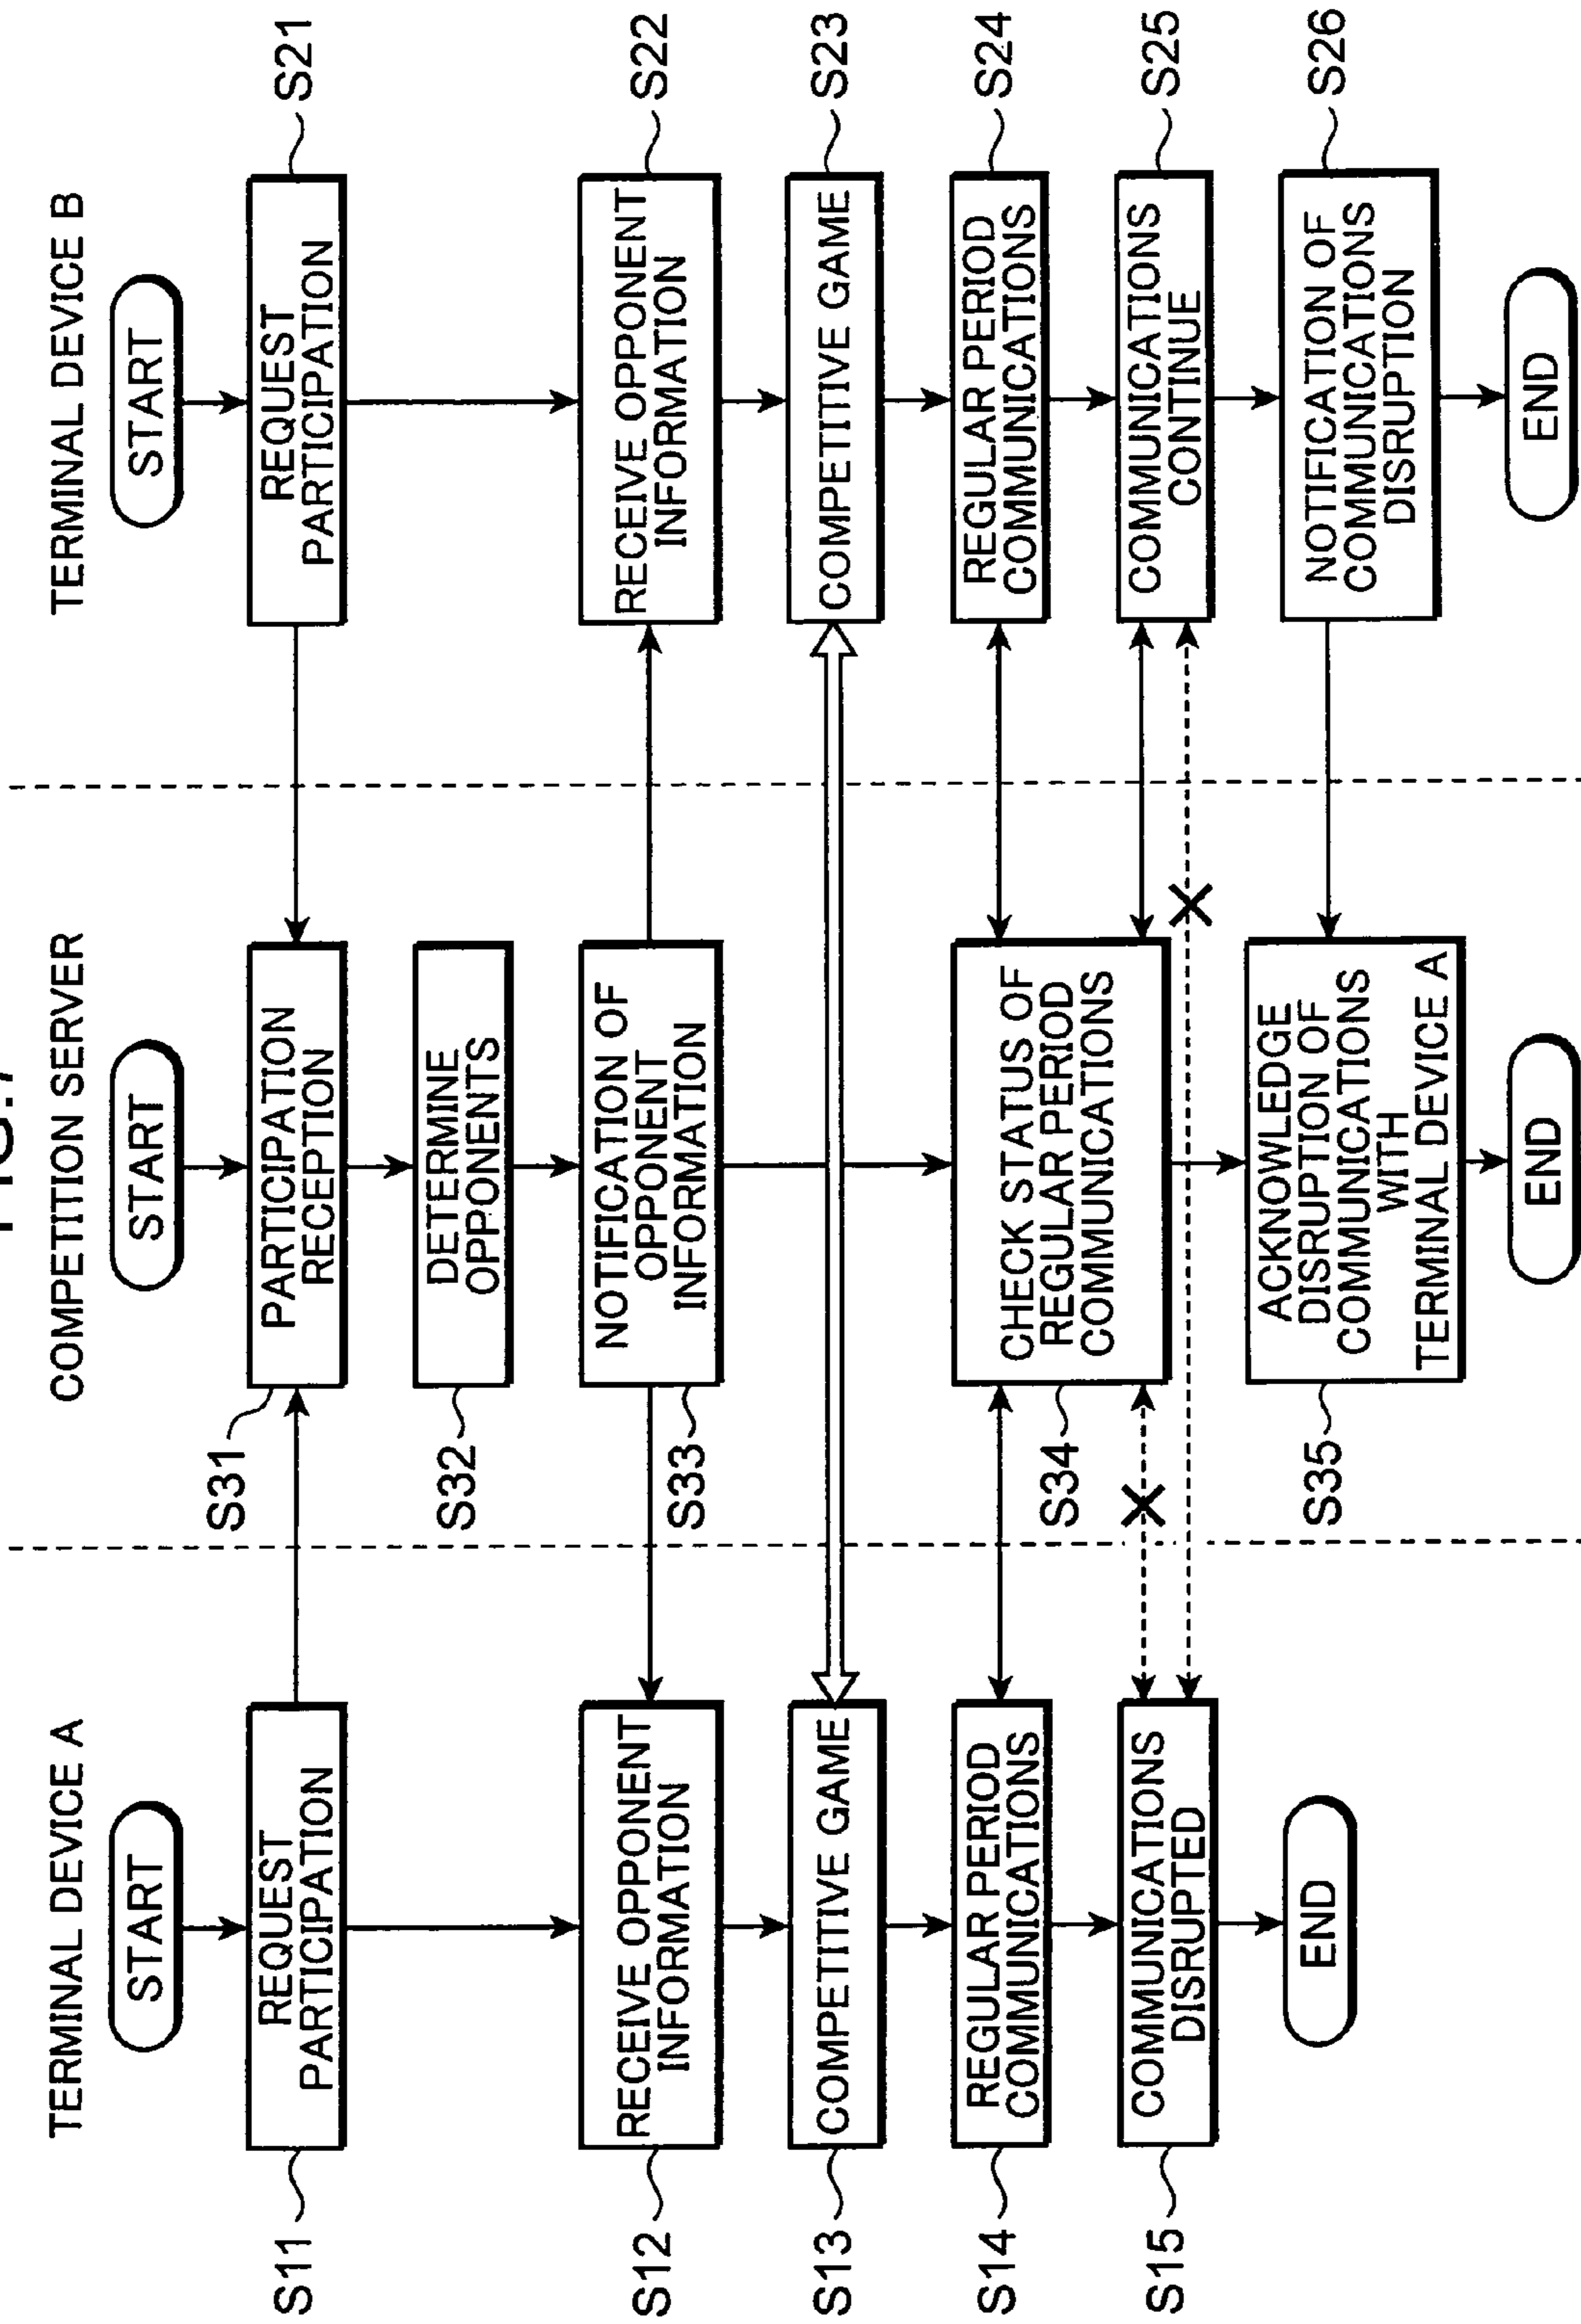 TERMINAL DEVICE A
START
S11
REQUEST
PARTICIPATION
S12
RECEIVE OPPONENT
INFORMATION
S13
COMPETITIVE GAME
S14
REGULAR PERIOD
COMMUNICATIONS
S15
COMMUNICATIONS
DISRUPTED
END
COMPETITION SERVER
START
S31
PARTICIPATION
RECEPTION
S32
DETERMINE
OPPONENTS
S33
NOTIFICATION OF
OPPONENT
INFORMATION
S34
CHECK STATUS OF
REGULAR PERIOD
COMMUNICATIONS
S35
ACKNOWLEDGE
DISRUPTION OF
COMMUNICATIONS
WITH
TERMINAL DEVICE A
END
TERMINAL DEVICE B
START
S21
REQUEST
PARTICIPATION
S22
RECEIVE OPPONENT
INFORMATION
S23
COMPETITIVE GAME
S24
REGULAR PERIOD
COMMUNICATIONS
S25
COMMUNICATIONS
CONTINUE
S26
NOTIFICATION OF
COMMUNICATIONS
DISRUPTION
END